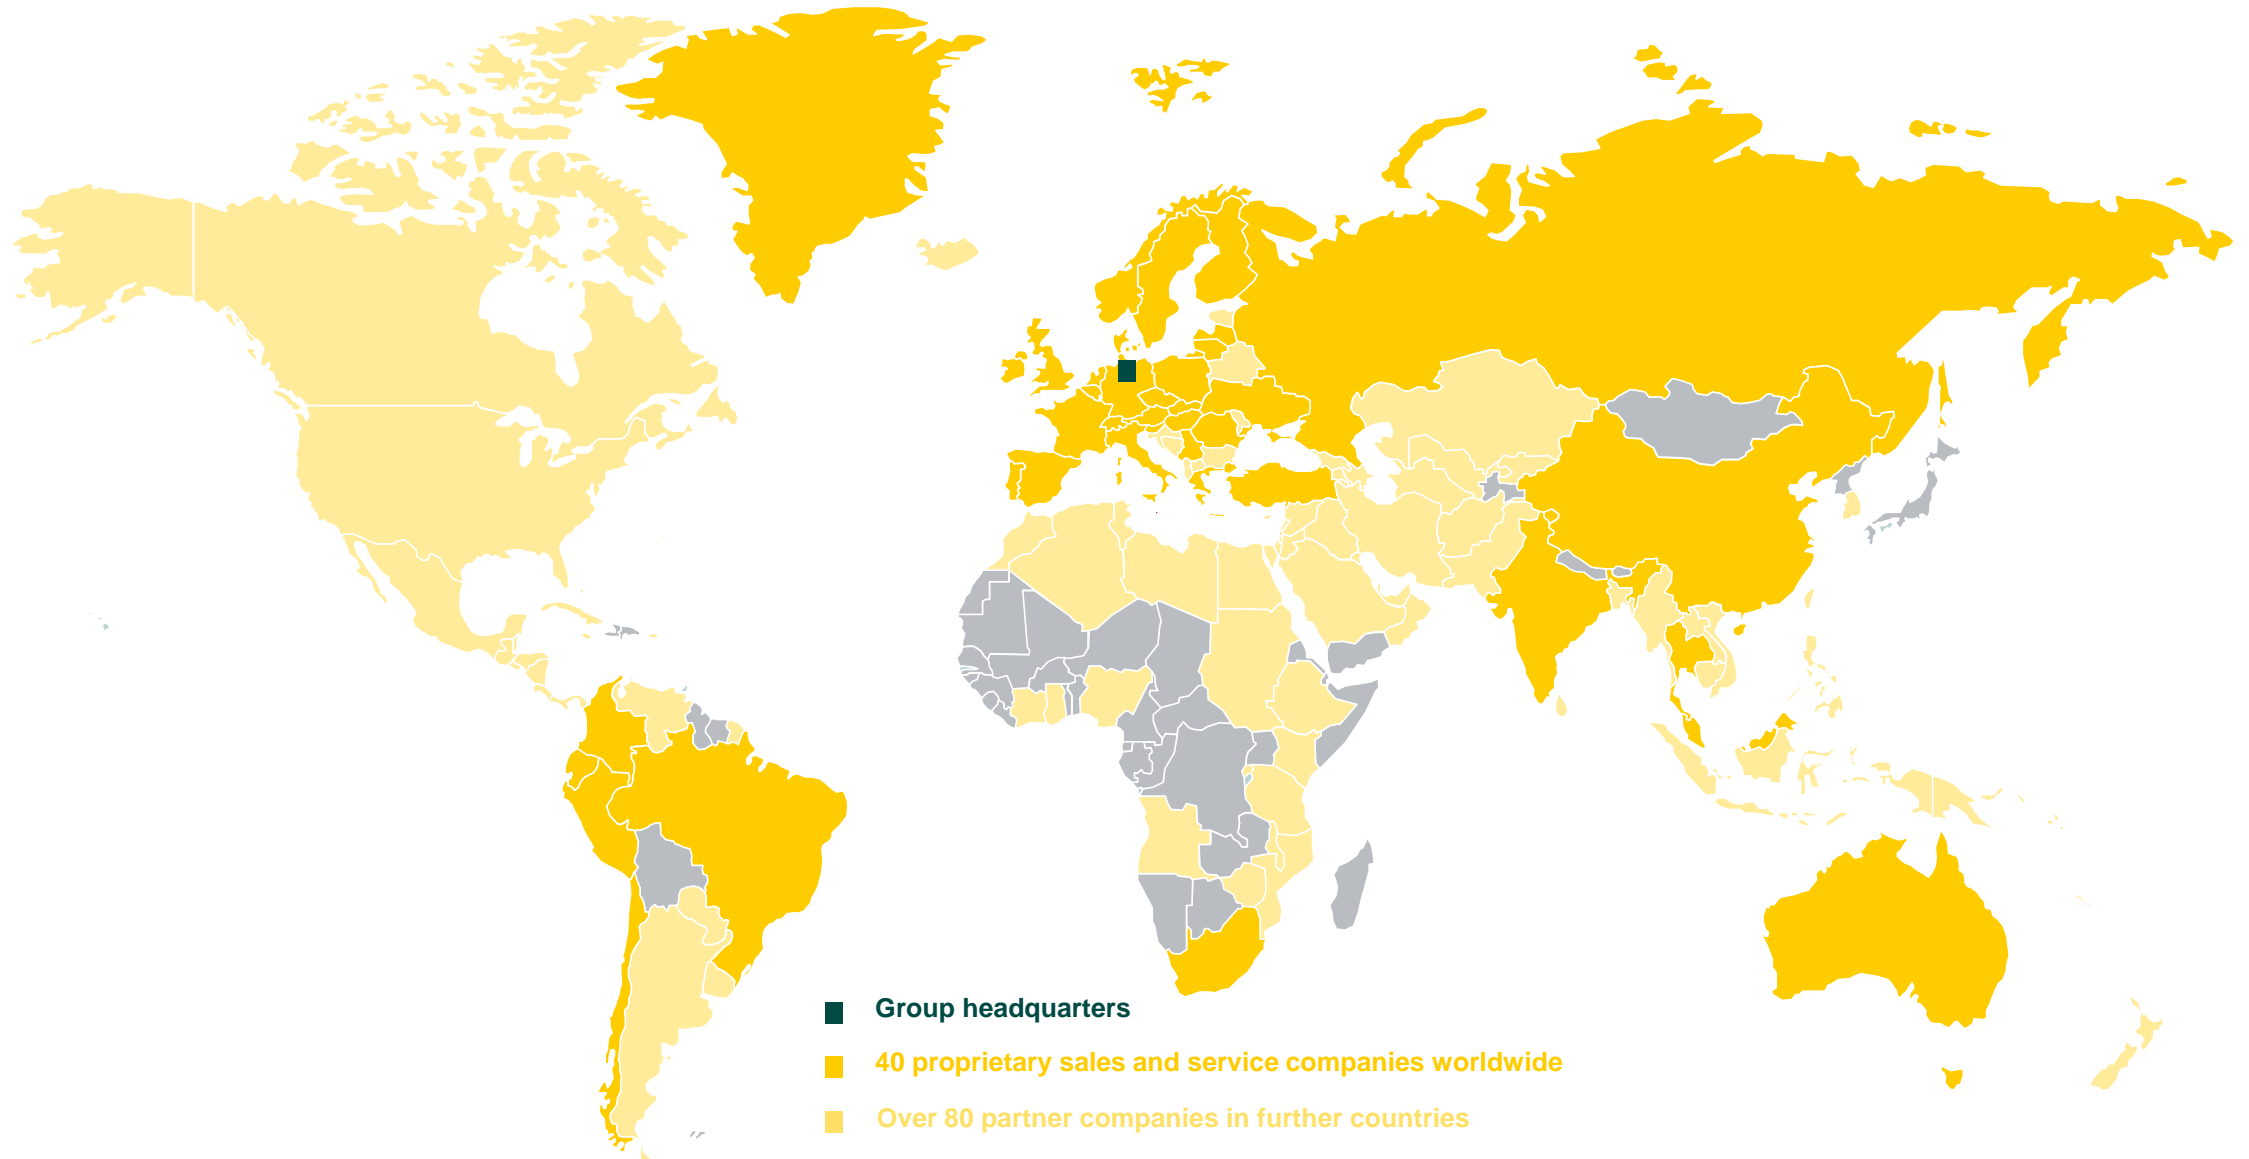 Group headquarters
40 proprietary sales and service companies worldwide
Over 80 partner companies in further countries